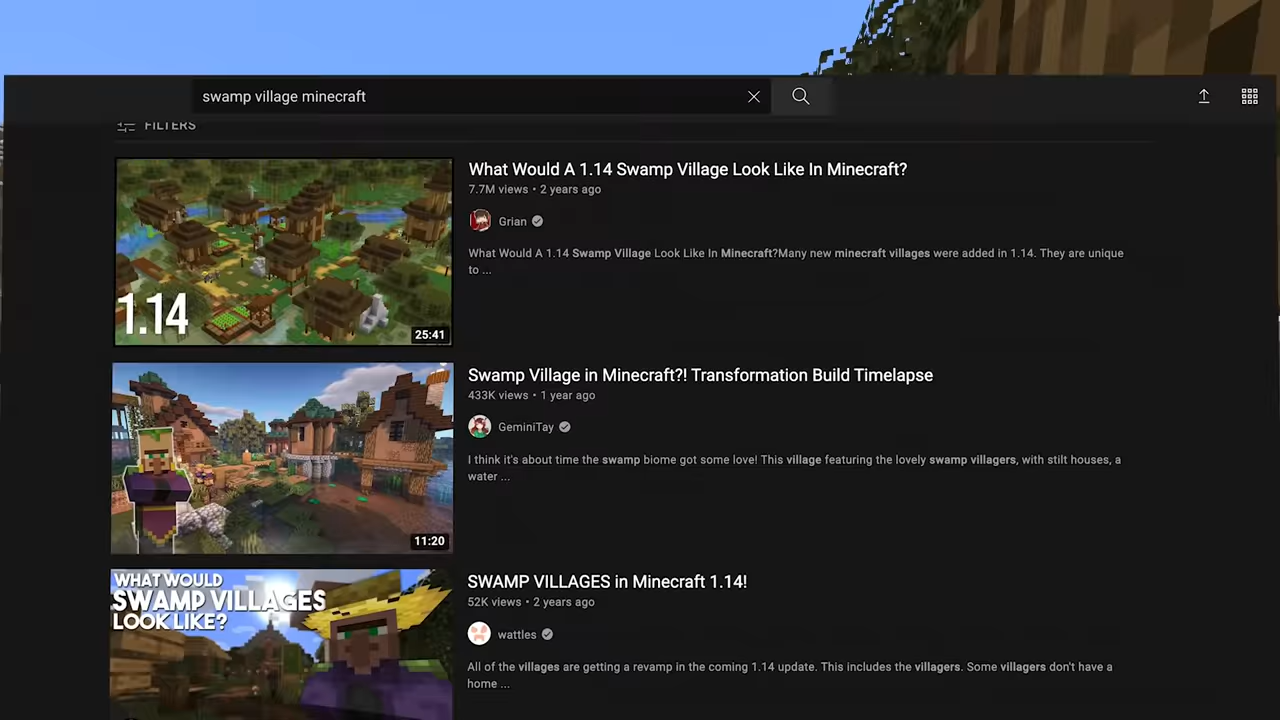 swamp village minecraft
FILTERS
What Would A 1.14 Swamp Village Look Like In Minecraft?
7.7M views • 2 years ago
Grian
What Would A 1.14 Swamp Village Look Like In Minecraft?Many new minecraft villages were added in 1.14. They are unique
to ...
1.14
25:41
Swamp Village in Minecraft?! Transformation Build Timelapse
433K views • 1 year ago
GeminiTay
I think it's about time the swamp biome got some love! This village featuring the lovely swamp villagers, with stilt houses, a
water ...
11:20
WHAT WOULD
SWAMP VILLAGES
LOOK LIKE?
SWAMP VILLAGES in Minecraft 1.14!
52K views • 2 years ago
wattles
All of the villages are getting a revamp in the coming 1.14 update. This includes the villagers. Some villagers don't have a
home ...